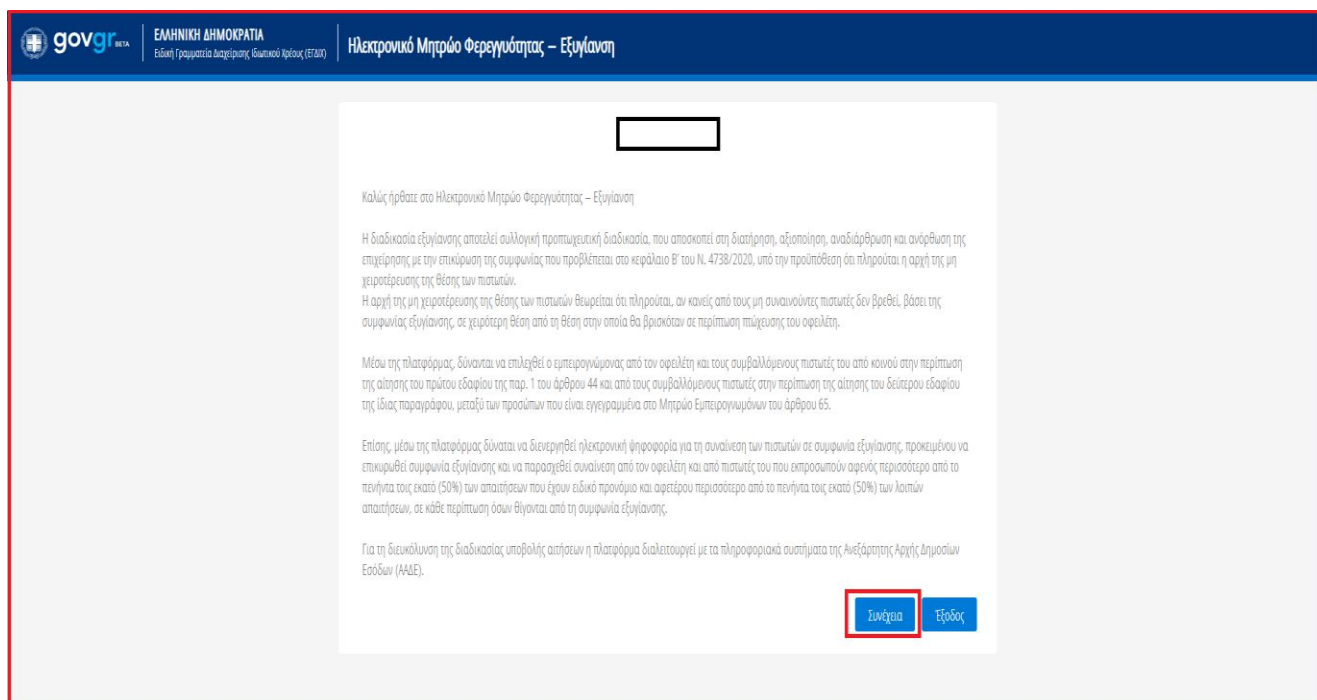 govgr BETA
ΕΛΛΗΝΙΚΗ ΔΗΜΟΚΡΑΤΙΑ
Ειδική Γραμματεία Διαχείρισης Ιδιωτικού Χρέους (ΕΓΔΙΧ)
Ηλεκτρονικό Μητρώο Φερεγγυότητας – Εξυγίανση
Καλώς ήρθατε στο Ηλεκτρονικό Μητρώο Φερεγγυότητας – Εξυγίανση
Η διαδικασία εξυγίανσης αποτελεί συλλογική προπτωχευτική διαδικασία, που αποσκοπεί στη διατήρηση, αξιοποίηση, αναδιάρθρωση και ανόρθωση της
επιχείρησης με την επικύρωση της συμφωνίας που προβλέπεται στο κεφάλαιο Β' του Ν. 4738/2020, υπό την προϋπόθεση ότι πληρούται η αρχή της μη
χειροτέρευσης της θέσης των πιστωτών.
Η αρχή της μη χειροτέρευσης της θέσης των πιστωτών θεωρείται ότι πληρούται, αν κανείς από τους μη συναινούντες πιστωτές δεν βρεθεί, βάσει της
συμφωνίας εξυγίανσης, σε χειρότερη θέση από τη θέση στην οποία θα βρισκόταν σε περίπτωση πτώχευσης του οφειλέτη.
Μέσω της πλατφόρμας, δύνανται να επιλεχθεί ο εμπειρογνώμονας από τον οφειλέτη και τους συμβαλλόμενους πιστωτές του από κοινού στην περίπτωση
της αίτησης του πρώτου εδαφίου της παρ. 1 του άρθρου 44 και από τους συμβαλλόμενους πιστωτές στην περίπτωση της αίτησης του δεύτερου εδαφίου
της ίδιας παραγράφου, μεταξύ των προσώπων που είναι εγγεγραμμένα στο Μητρώο Εμπειρογνωμόνων του άρθρου 65.
Επίσης, μέσω της πλατφόρμας δύναται να διενεργηθεί ηλεκτρονική ψηφοφορία για τη συναίνεση των πιστωτών σε συμφωνία εξυγίανσης, προκειμένου να
επικυρωθεί συμφωνία εξυγίανσης και να παρασχεθεί συναίνεση από τον οφειλέτη και από πιστωτές του που εκπροσωπούν αφενός περισσότερο από το
πενήντα τοις εκατό (50%) των απαιτήσεων που έχουν ειδικό προνόμιο και αφετέρου περισσότερο από το πενήντα τοις εκατό (50%) των λοιπών
απαιτήσεων, σε κάθε περίπτωση όσων θίγονται από τη συμφωνία εξυγίανσης.
Για τη διευκόλυνση της διαδικασίας υποβολής αιτήσεων η πλατφόρμα διαλειτουργεί με τα πληροφοριακά συστήματα της Ανεξάρτητης Αρχής Δημοσίων
Εσόδων (ΑΑΔΕ).
Συνέχεια
Έξοδος